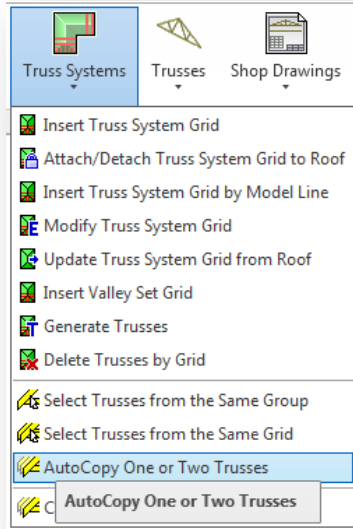 Truss Systems
Trusses
Shop Drawings
Insert Truss System Grid
Attach/Detach Truss System Grid to Roof
Insert Truss System Grid by Model Line
Modify Truss System Grid
Update Truss System Grid from Roof
Insert Valley Set Grid
Generate Trusses
Delete Trusses by Grid
Select Trusses from the Same Group
Select Trusses from the Same Grid
AutoCopy One or Two Trusses
C
AutoCopy One or Two Trusses